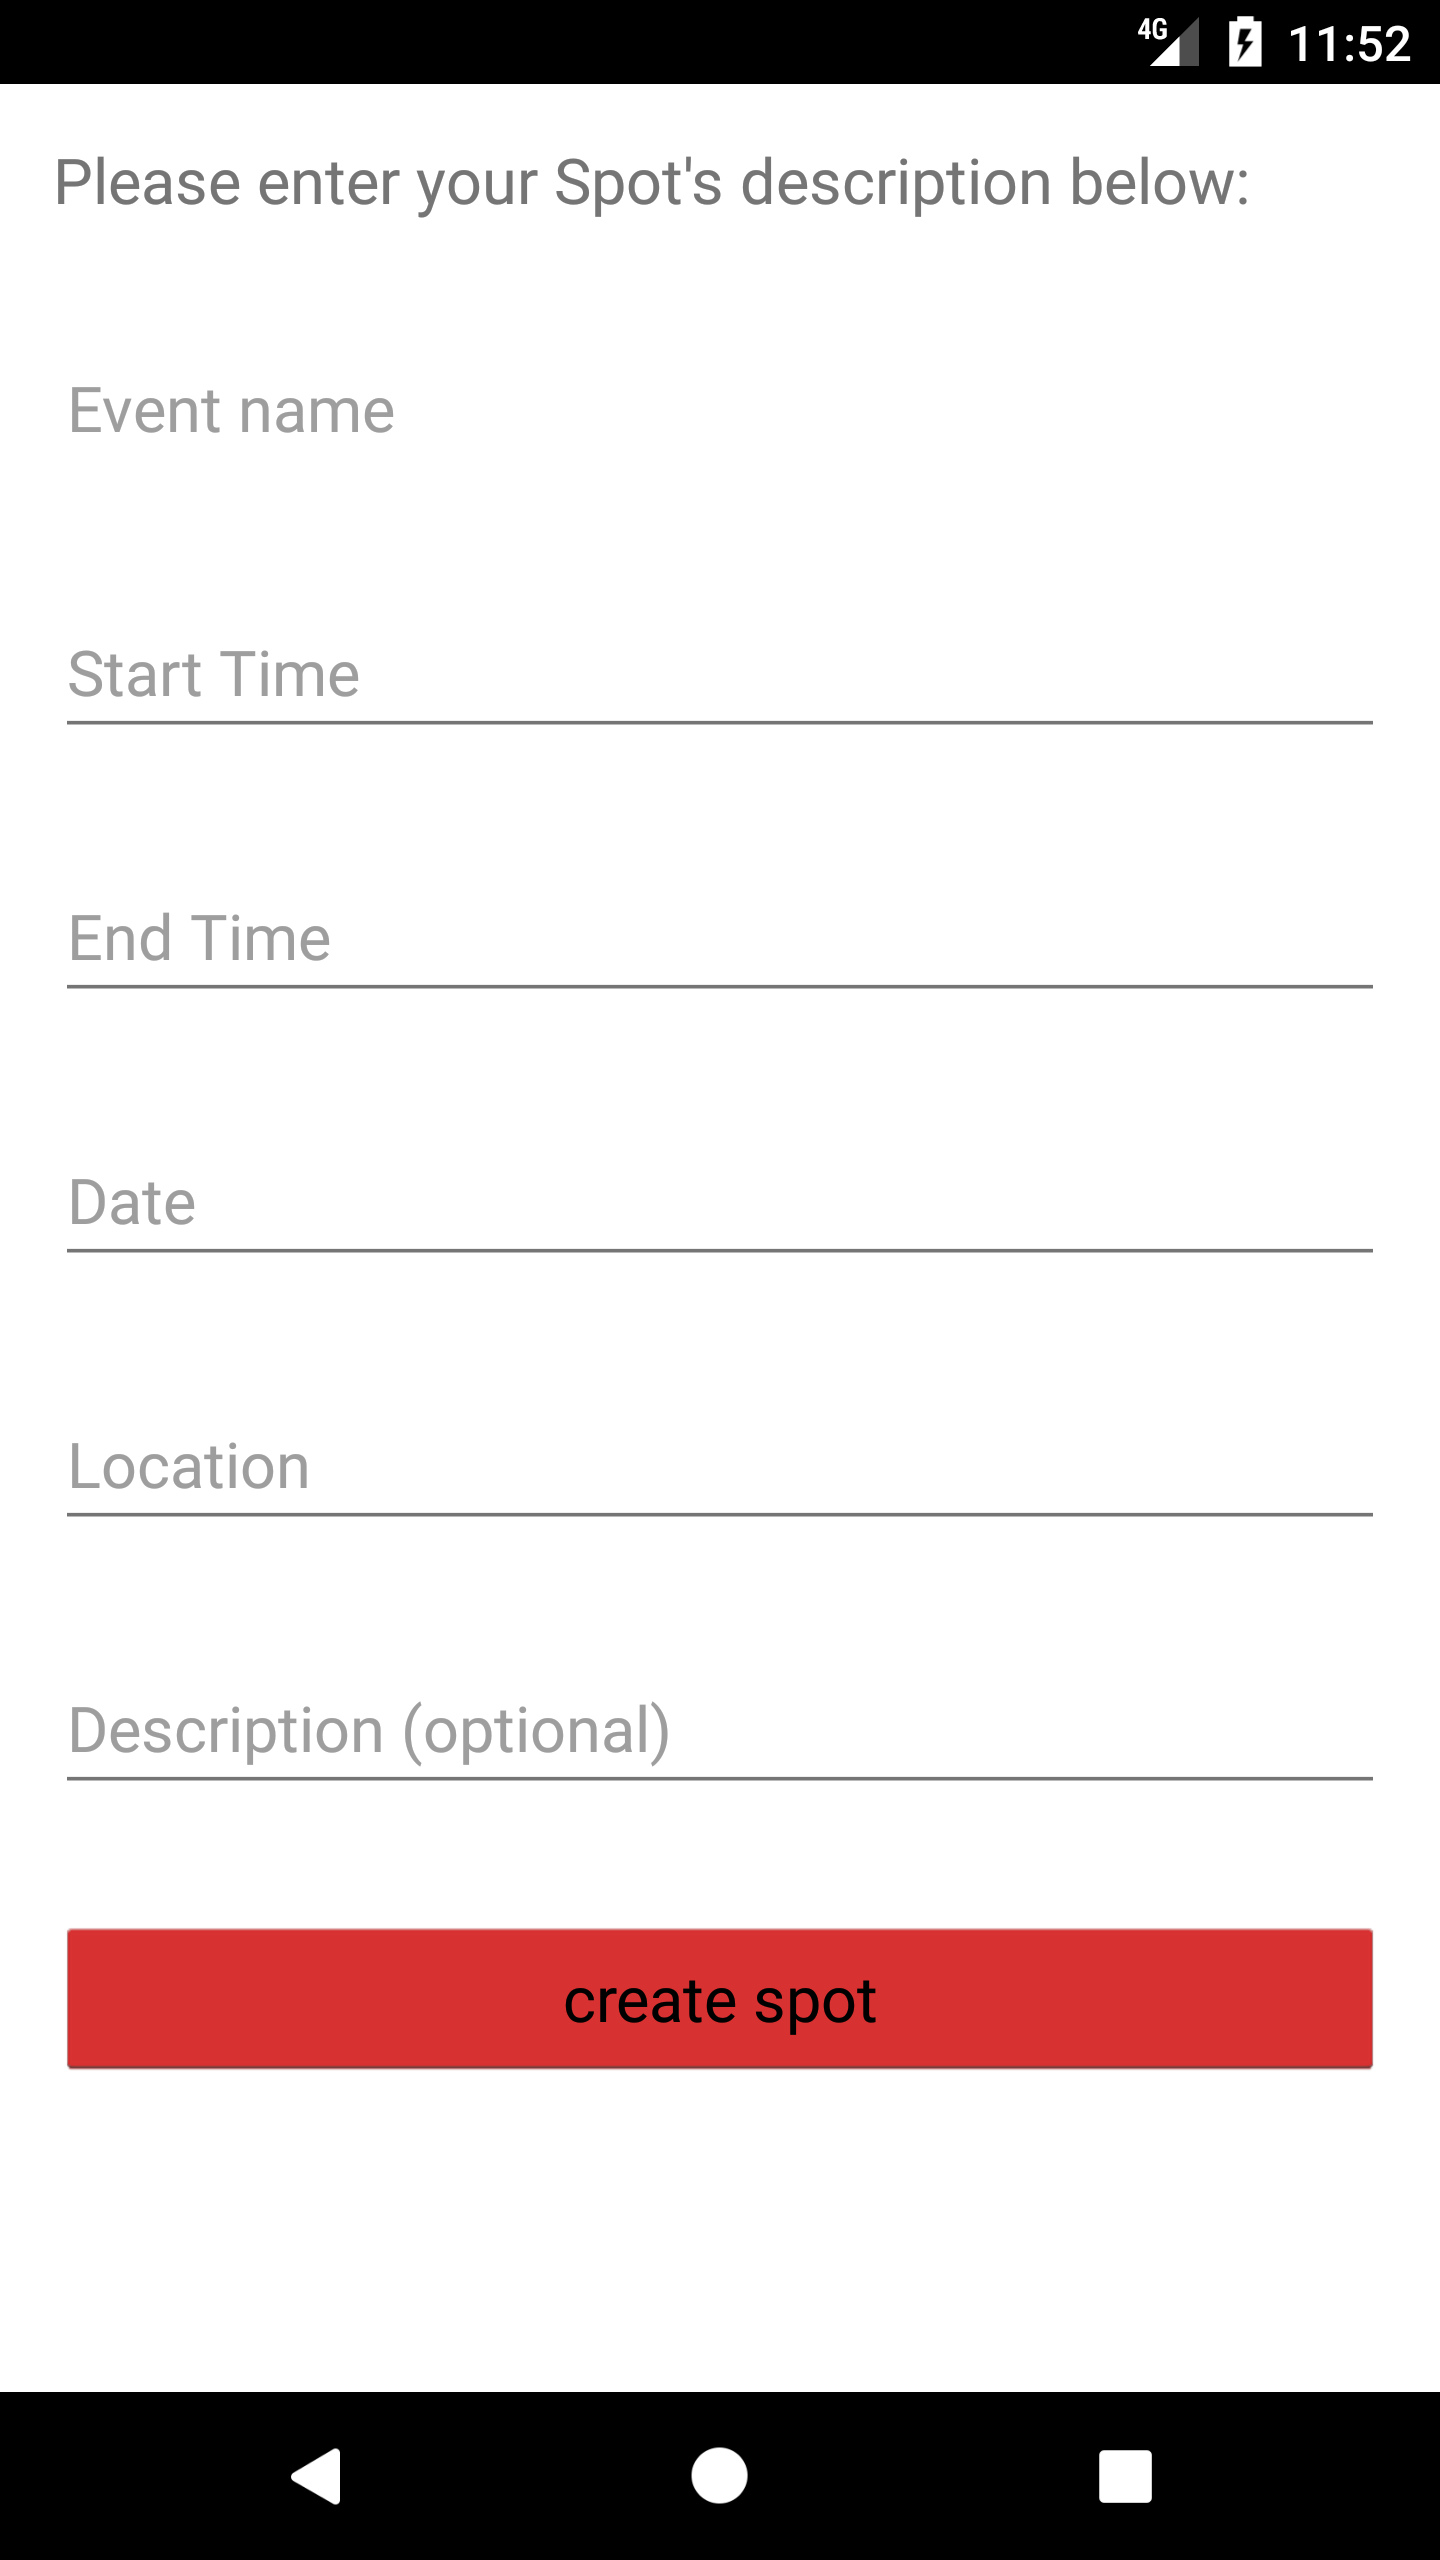 4G 11:52
Please enter your Spot's description below:
Event name
Start Time
End Time
Date
Location
Description (optional)
create spot